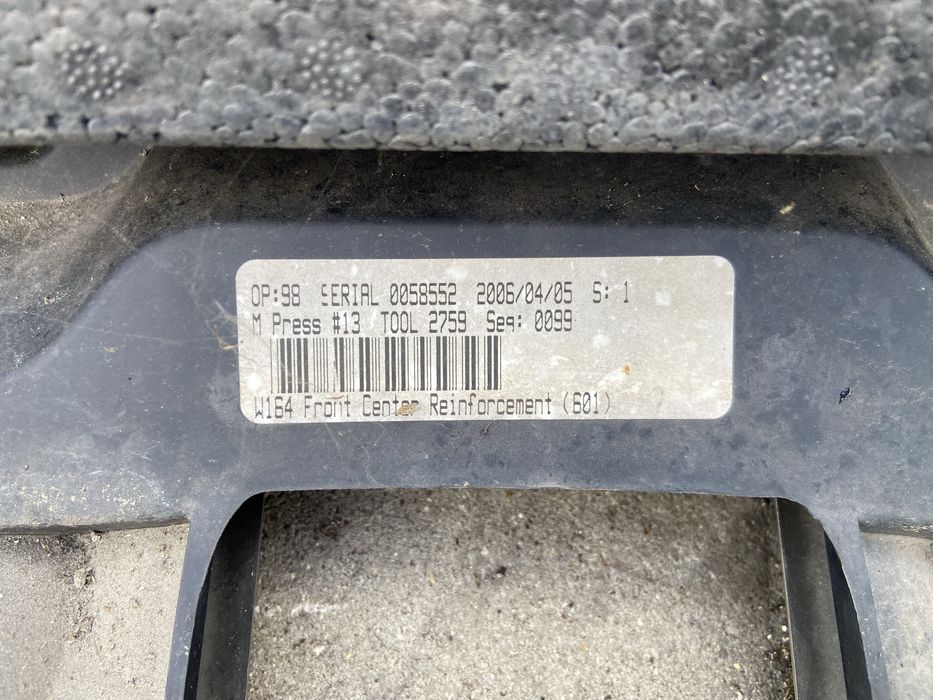 OP:98 SERIAL 0058552 2006/04/05 S: 1
M Press #13 TOOL 2759 Seq: 0099
W164 Front Center Reinforcement (601)